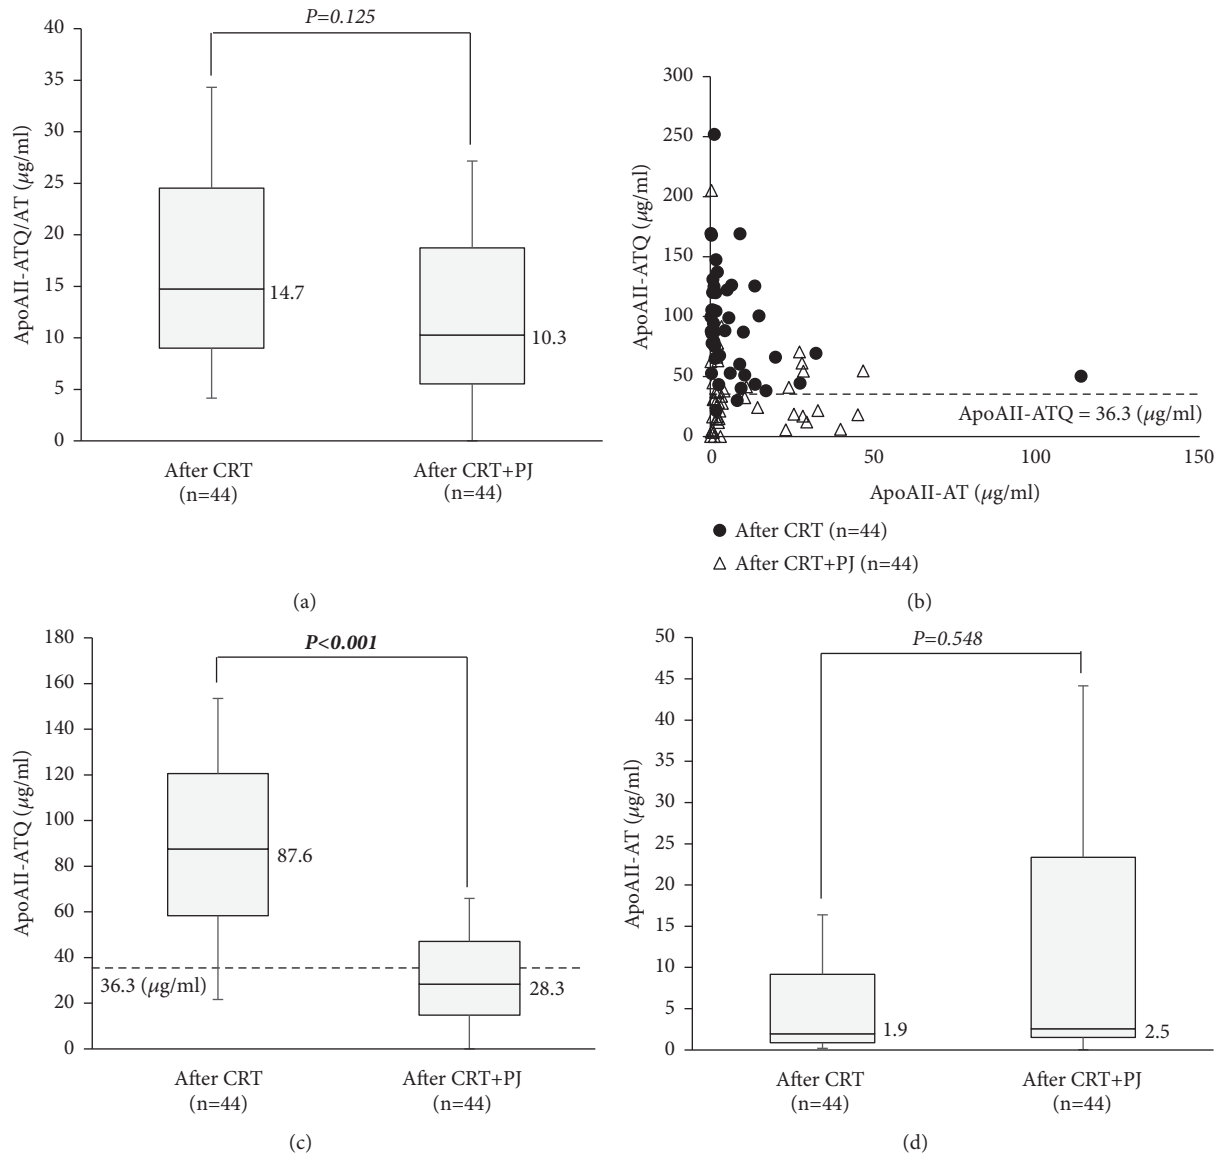 P=0.125
40
35
30
25
20
15
10
5
0
ApoAII-ATQ/AT (µg/ml)
14.7
10.3
After CRT
(n=44)
After CRT+PJ
(n=44)
(a)
300
250
200
150
100
50
0
ApoAII-ATQ (µg/ml)
ApoAII-ATQ = 36.3 (µg/ml)
0
50
100
150
ApoAII-AT (µg/ml)
After CRT (n=44)
After CRT+PJ (n=44)
(b)
P<0.001
180
160
140
120
100
80
60
40
20
0
ApoAII-ATQ (µg/ml)
87.6
36.3 (µg/ml)
28.3
After CRT
(n=44)
After CRT+PJ
(n=44)
(c)
P=0.548
50
45
40
35
30
25
20
15
10
5
0
ApoAII-AT (µg/ml)
1.9
2.5
After CRT
(n=44)
After CRT+PJ
(n=44)
(d)